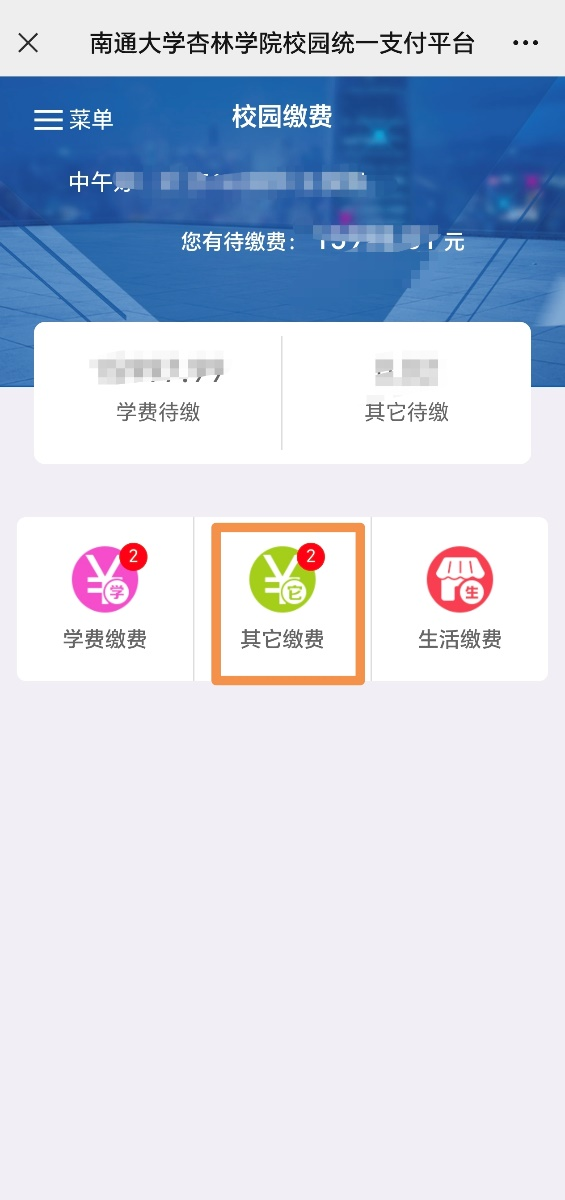 南通大学杏林学院校园统一支付平台
菜单
校园缴费
中午
您有待缴费： 元
学费待缴
其它待缴
2
学
学费缴费
2
它
其它缴费
生
生活缴费